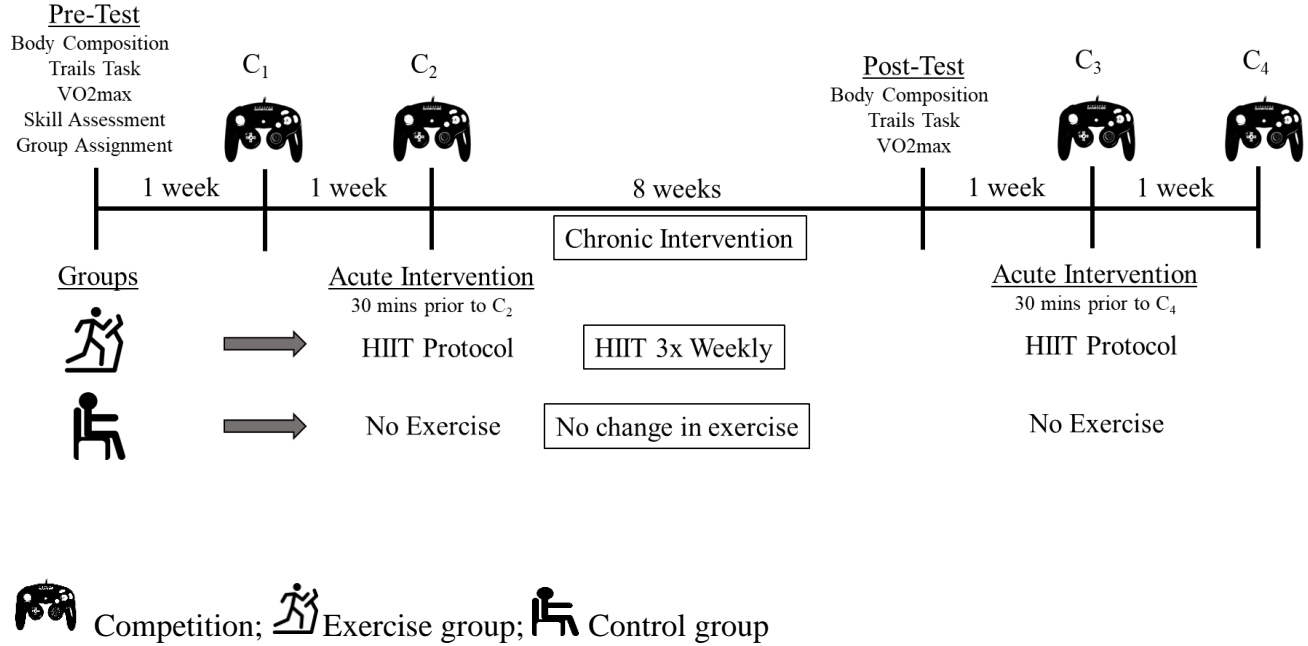 Pre-Test
Body Composition
Trails Task
VO2max
Skill Assessment
Group Assignment
C₁
C₂
Post-Test
Body Composition
Trails Task
VO2max
C₃
C₄
1 week
1 week
8 weeks
1 week
1 week
Chronic Intervention
Groups
Acute Intervention
30 mins prior to C₂
Acute Intervention
30 mins prior to C₄
HIIT Protocol
HIIT 3x Weekly
HIIT Protocol
No Exercise
No change in exercise
No Exercise
Competition; Exercise group; Control group